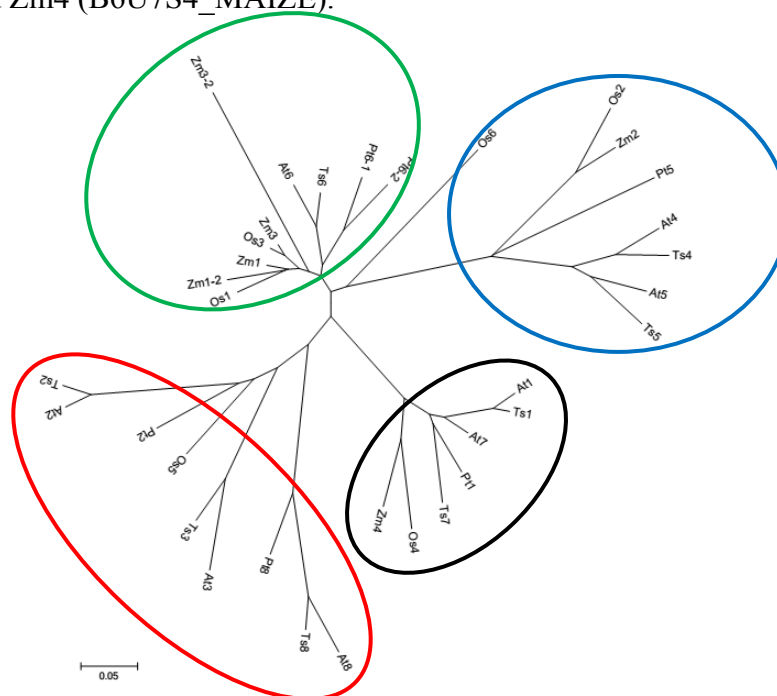 Zm4 (B6U7S4_MAIZE).
Zm3-2
At6
Ts6
Pt6-1
Pt6-2
Zm3
Os3
Zm1
Zm1-2
Os1
Os6
Os2
Zm2
Pt5
At4
Ts4
At5
Ts5
Ts2
At2
Pt2
Os5
Ts3
At3
Pt8
Ts8
At8
At1
Ts1
At7
Pt1
Ts7
Os4
Zm4
0.05